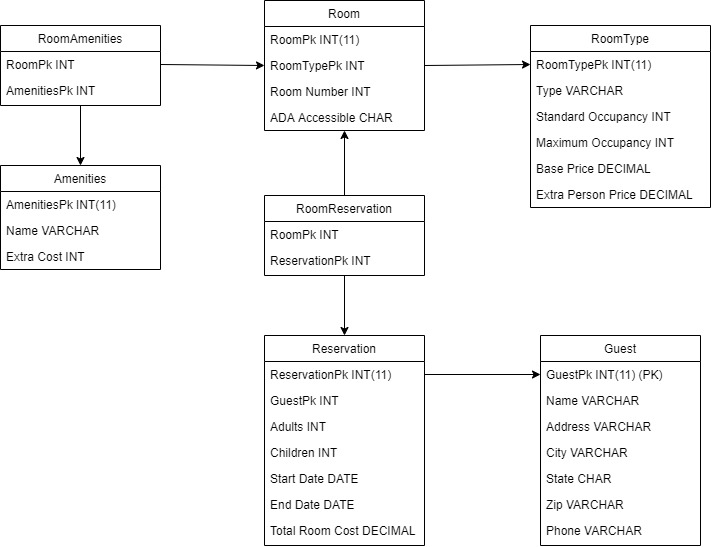 RoomAmenities
RoomPk INT
AmenitiesPk INT
Room
RoomPk INT(11)
RoomTypePk INT
Room Number INT
ADA Accessible CHAR
RoomType
RoomTypePk INT(11)
Type VARCHAR
Standard Occupancy INT
Maximum Occupancy INT
Base Price DECIMAL
Extra Person Price DECIMAL
Amenities
AmenitiesPk INT(11)
Name VARCHAR
Extra Cost INT
RoomReservation
RoomPk INT
ReservationPk INT
Reservation
ReservationPk INT(11)
GuestPk INT
Adults INT
Children INT
Start Date DATE
End Date DATE
Total Room Cost DECIMAL
Guest
GuestPk INT(11) (PK)
Name VARCHAR
Address VARCHAR
City VARCHAR
State CHAR
Zip VARCHAR
Phone VARCHAR